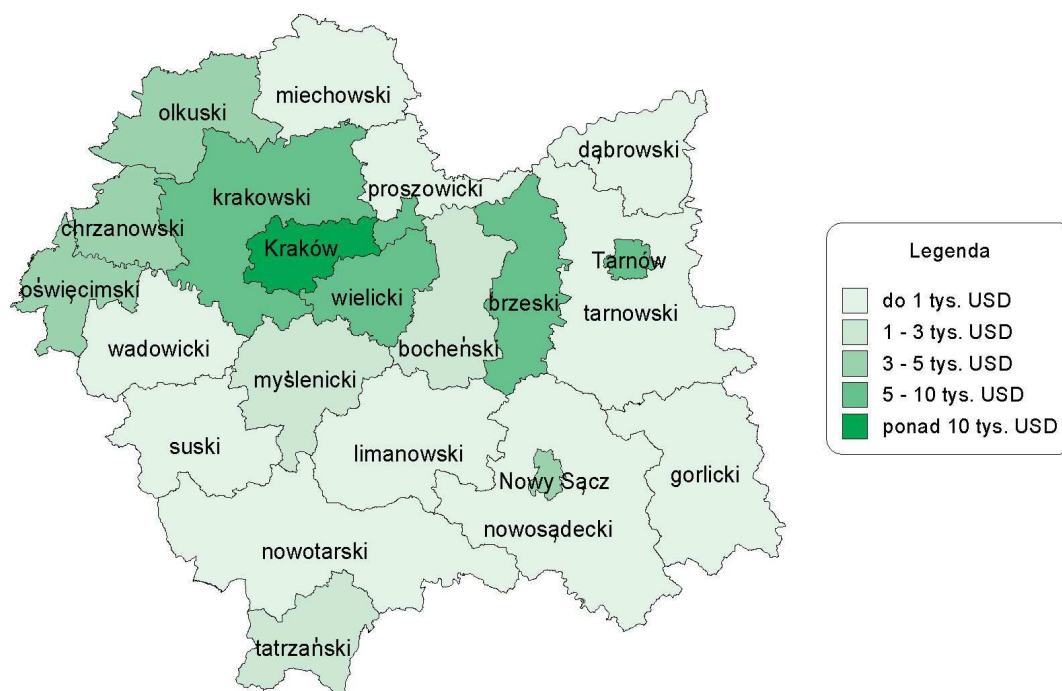 miechowski
olkuski
dąbrowski
proszowicki
krakowski
chrzanowski
Kraków
Tarnów
oświęcimski
wielicki
brzeski
tarnowski
wadowicki
bocheński
myślenicki
suski
limanowski
gorlicki
Nowy Sącz
nowosądecki
nowotarski
tatrzański
Legenda
do 1 tys. USD
1 - 3 tys. USD
3 - 5 tys. USD
5 - 10 tys. USD
ponad 10 tys. USD